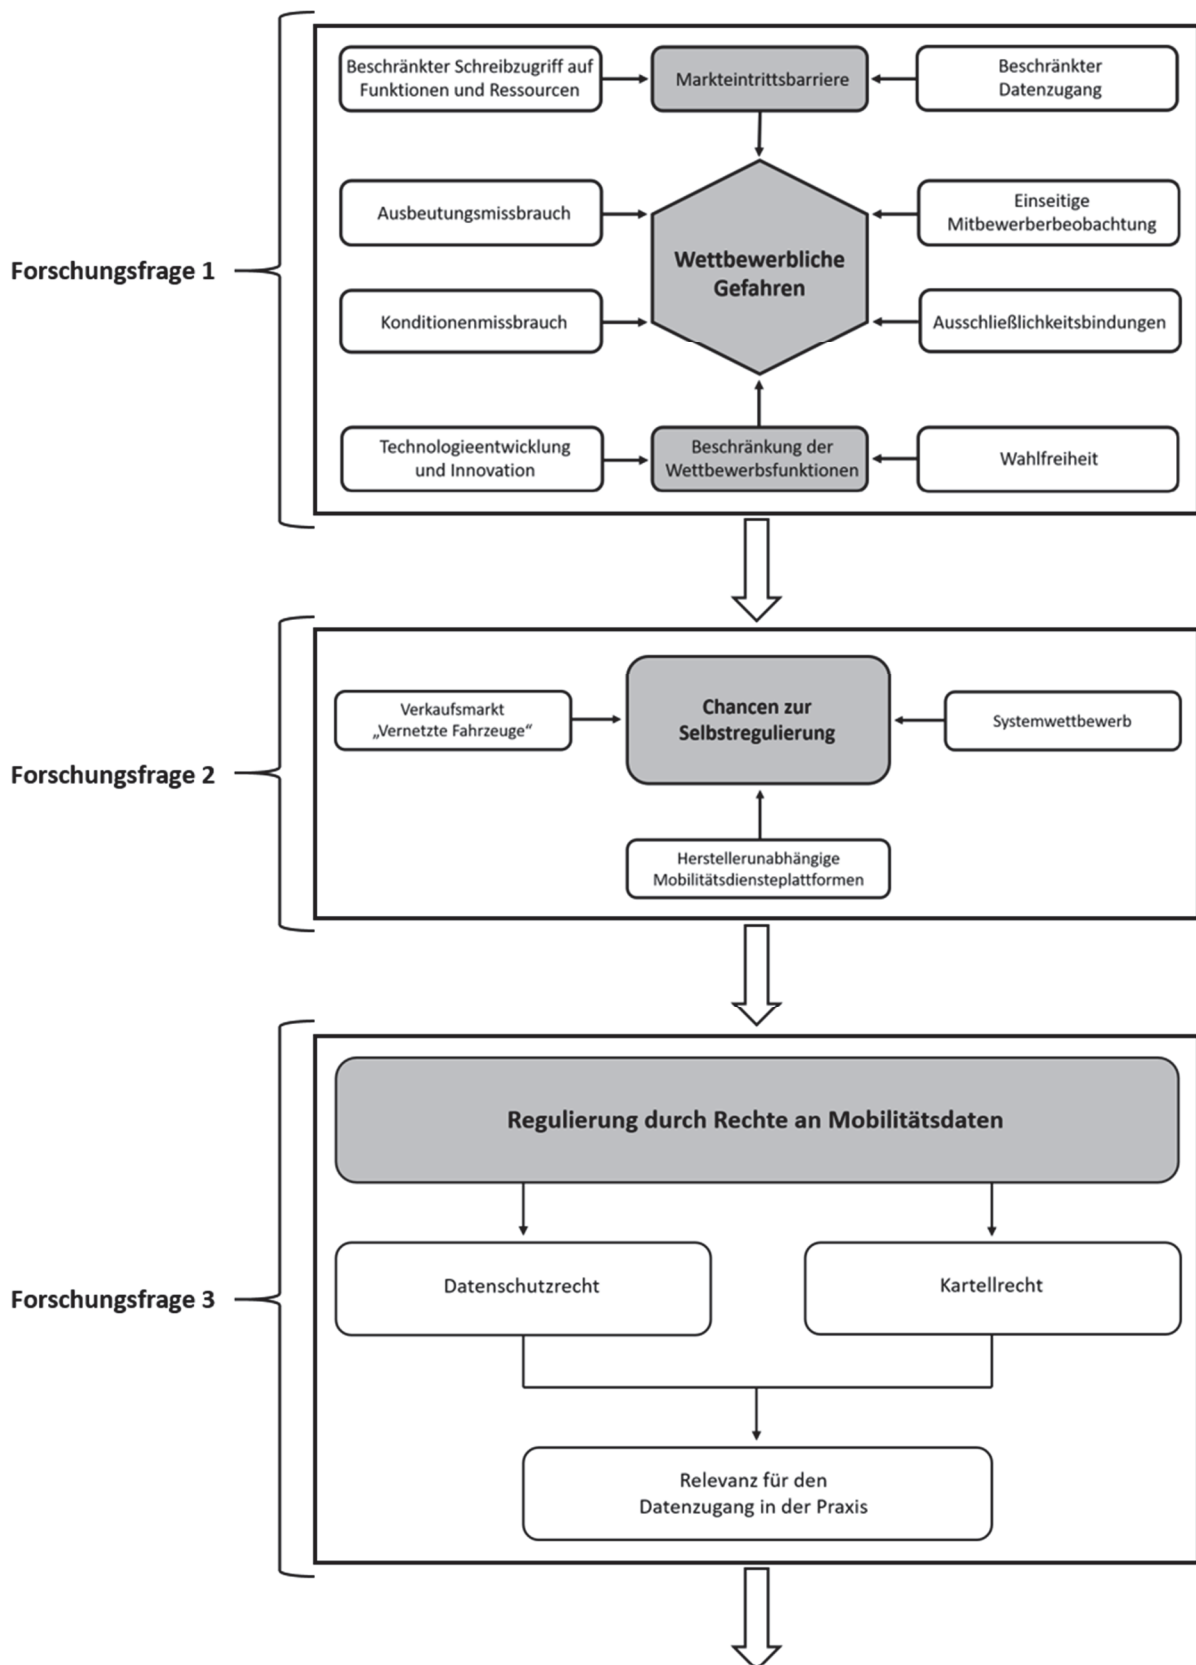 Forschungsfrage 1
Beschränkter Schreibzugriff auf
Funktionen und Ressourcen
Markteintrittsbarriere
Beschränkter
Datenzugang
Ausbeutungsmissbrauch
Einseitige
Mitbewerberbeobachtung
Wettbewerbliche
Gefahren
Konditionenmissbrauch
Ausschließlichkeitsbindungen
Technologieentwicklung
und Innovation
Beschränkung der
Wettbewerbsfunktionen
Wahlfreiheit
Forschungsfrage 2
Verkaufsmarkt
„Vernetzte Fahrzeuge“
Chancen zur
Selbstregulierung
Systemwettbewerb
Herstellerunabhängige
Mobilitätsdiensteplattformen
Forschungsfrage 3
Regulierung durch Rechte an Mobilitätsdaten
Datenschutzrecht
Kartellrecht
Relevanz für den
Datenzugang in der Praxis